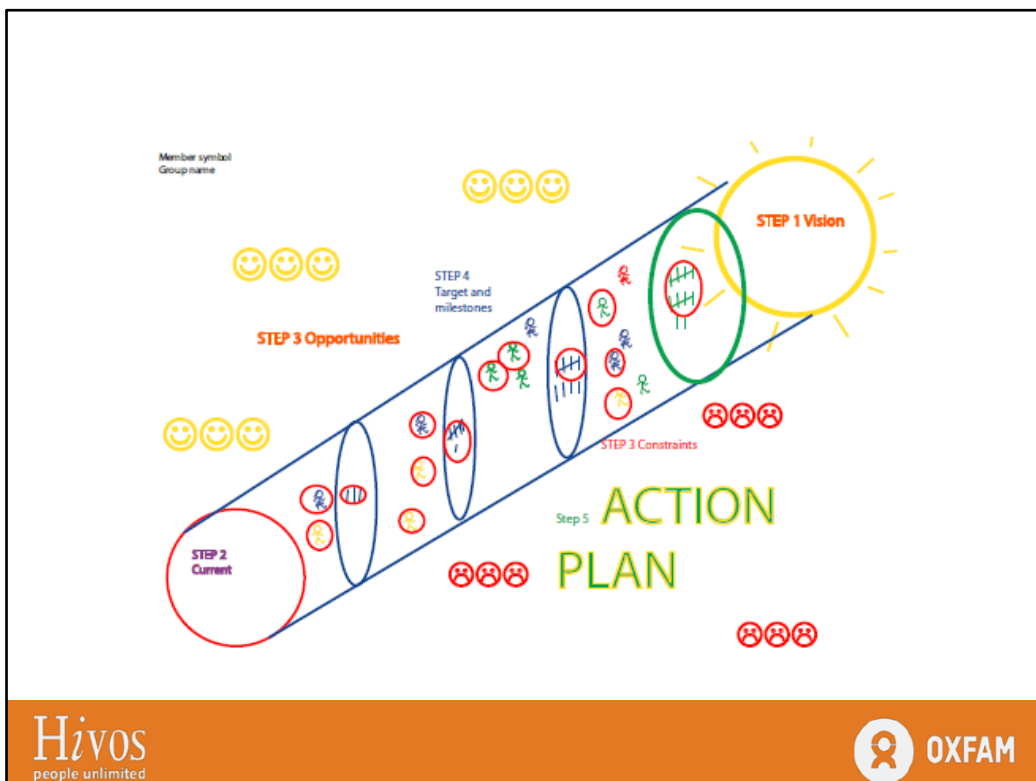 Member symbol
Group name
STEP 1 Vision
STEP 4
Target and
milestones
STEP 3 Opportunities
STEP 3 Constraints
Step 5 ACTION
PLAN
STEP 2
Current
Hivos
people unlimited
OXFAM